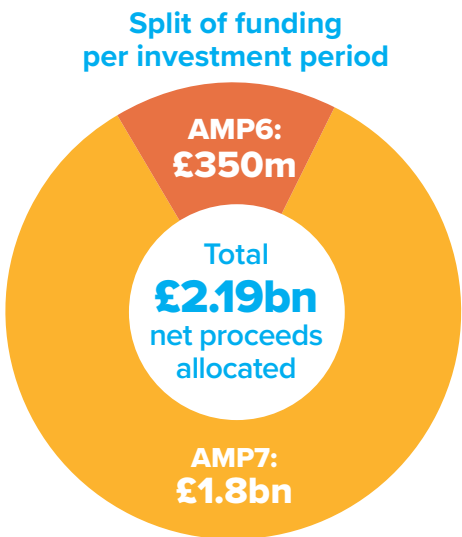 Split of funding
per investment period
AMP6:
£350m
Total
£2.19bn
net proceeds
allocated
AMP7:
£1.8bn